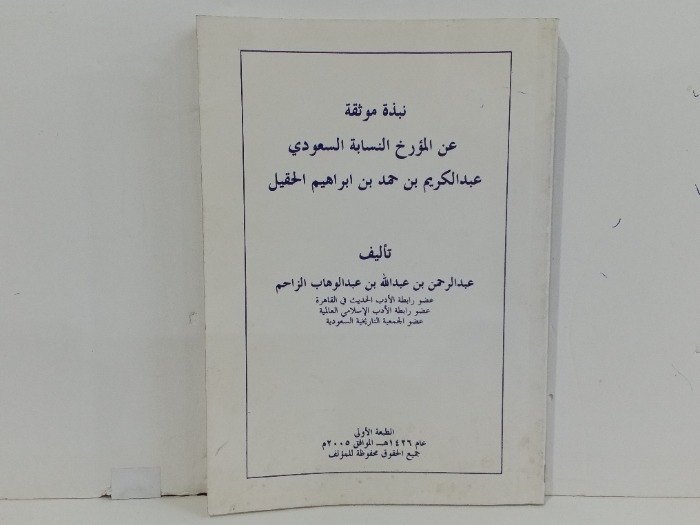 نبذة موثقة
عن المؤرخ النسابة السعودي
عبدالكريم بن حمد بن ابراهيم الحقيل
تأليف
عبدالرحمن بن عبدالله بن عبدالوهاب الزاحم
عضو رابطة الأدب الحديث في القاهرة
عضو رابطة الأدب الإسلامي العالمية
عضو الجمعية التاريخية السعودية
الطبعة الأولى
عام ١٤٢٦هـ الموافق ٢٠٠٥م
جميع الحقوق محفوظة للمؤلف